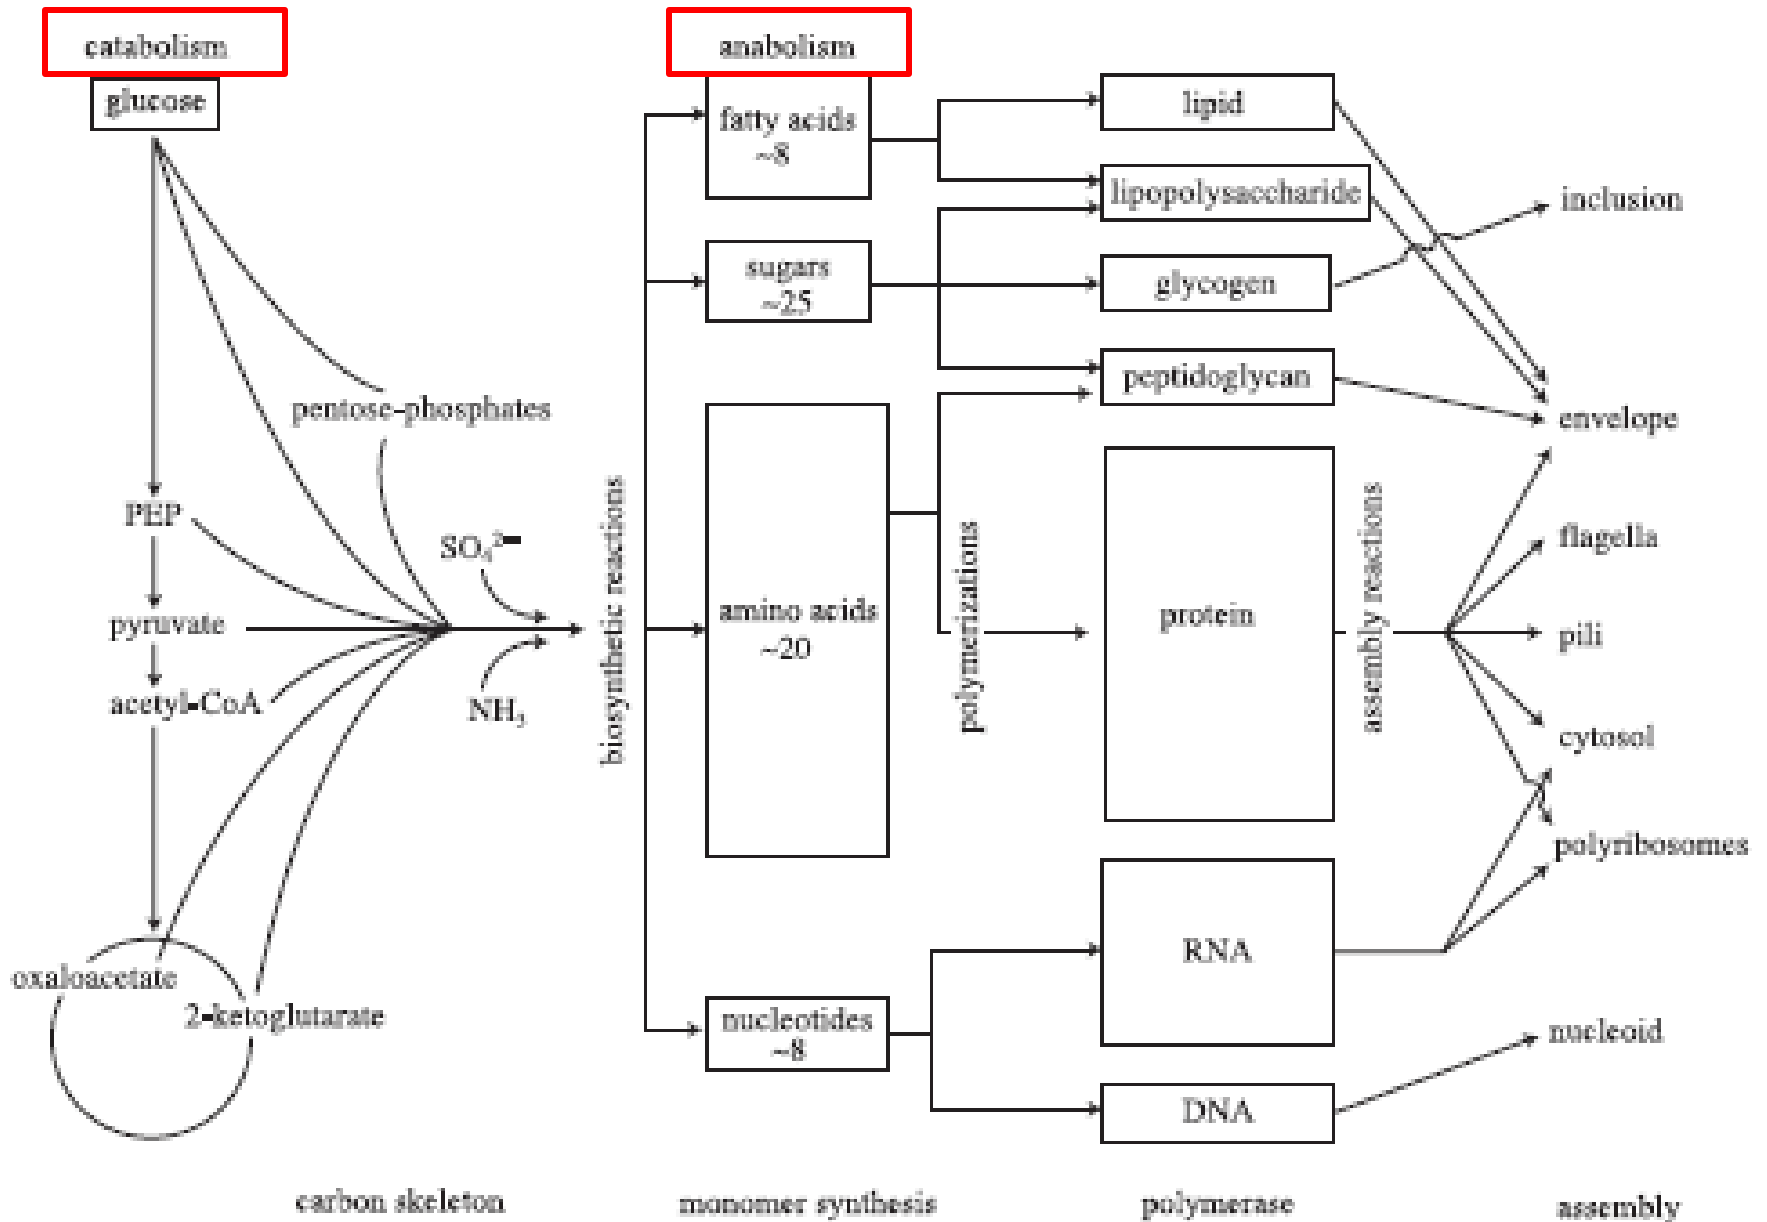 catabolism
glucose
pentose-phosphates
PEP
SO₄²⁻
pyruvate
acetyl-CoA
NH₃
oxaloacetate
2-ketoglutarate
carbon skeleton
biosynthetic reactions
anabolism
fatty acids
~8
sugars
~25
amino acids
~20
nucleotides
~8
monomer synthesis
polymerizations
lipid
lipopolysaccharide
glycogen
peptidoglycan
protein
RNA
DNA
polymerase
assembly reactions
inclusion
envelope
flagella
pili
cytosol
polyribosomes
nucleoid
assembly